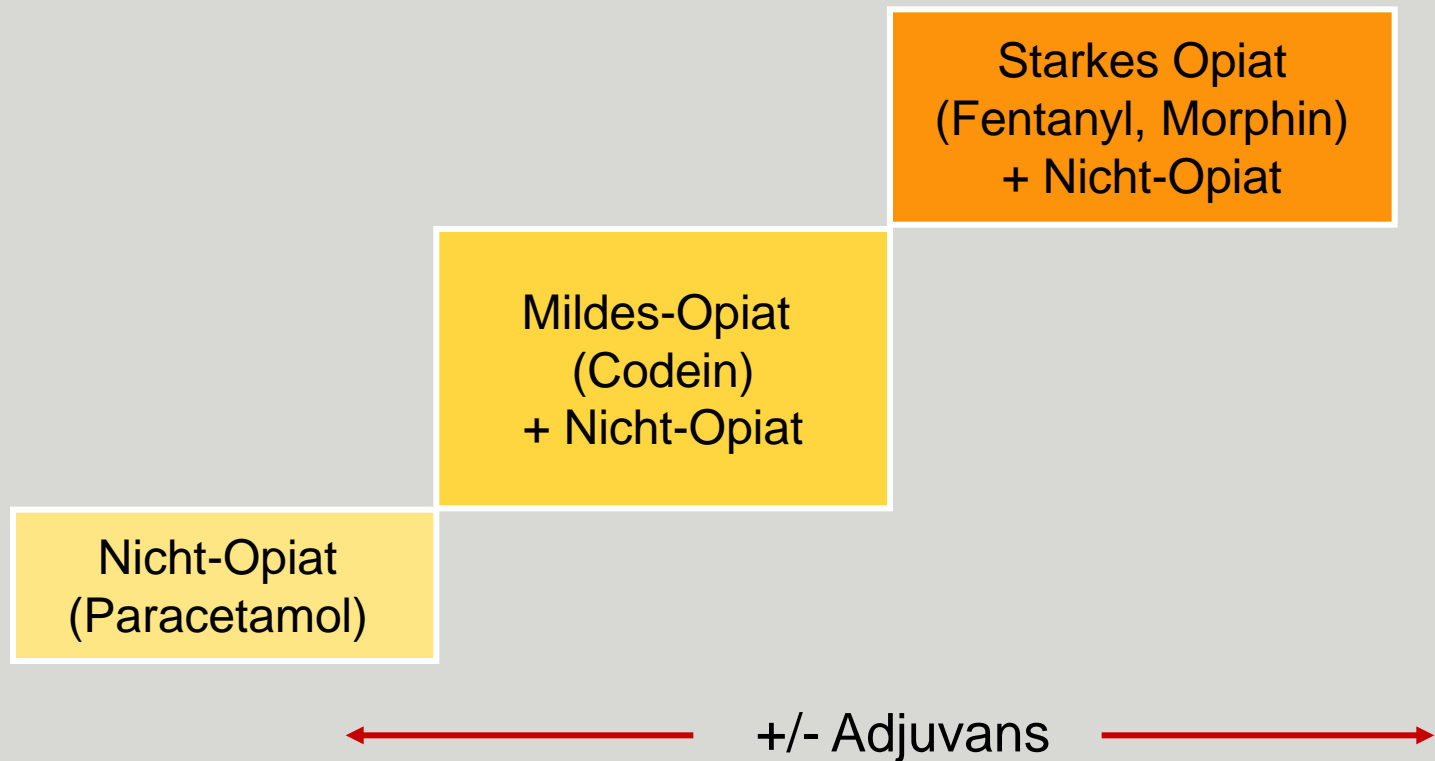 Starkes Opiat
(Fentanyl, Morphin)
+ Nicht-Opiat
Mildes-Opiat
(Codein)
+ Nicht-Opiat
Nicht-Opiat
(Paracetamol)
+/- Adjuvans